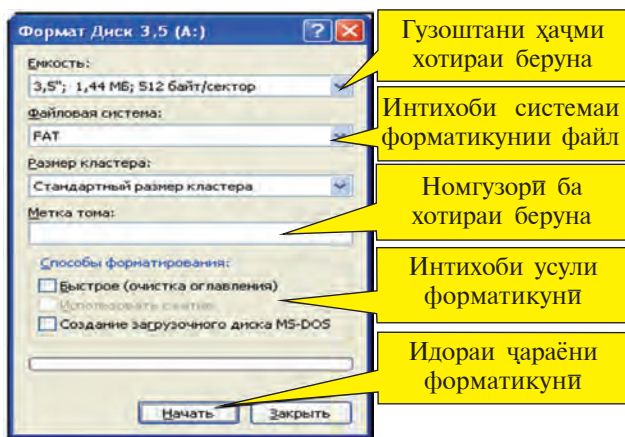 Формат Диск 3,5 (A:)
Емкость:
3,5"; 1,44 МБ; 512 байт/сектор
Файловая система:
FAT
Размер кластера:
Стандартный размер кластера
Метка тома:
Способы форматирования:
Быстрое (очистка оглавления)
Использовать сжатие
Создание загрузочного диска MS-DOS
Начать
Закрыть
Гузоштани ҳаҷми
хотираи беруна
Интихоби системаи
форматикунии файл
Номгузорӣ ба
хотираи беруна
Интихоби усули
форматикунӣ
Идораи ҷараёни
форматикунӣ